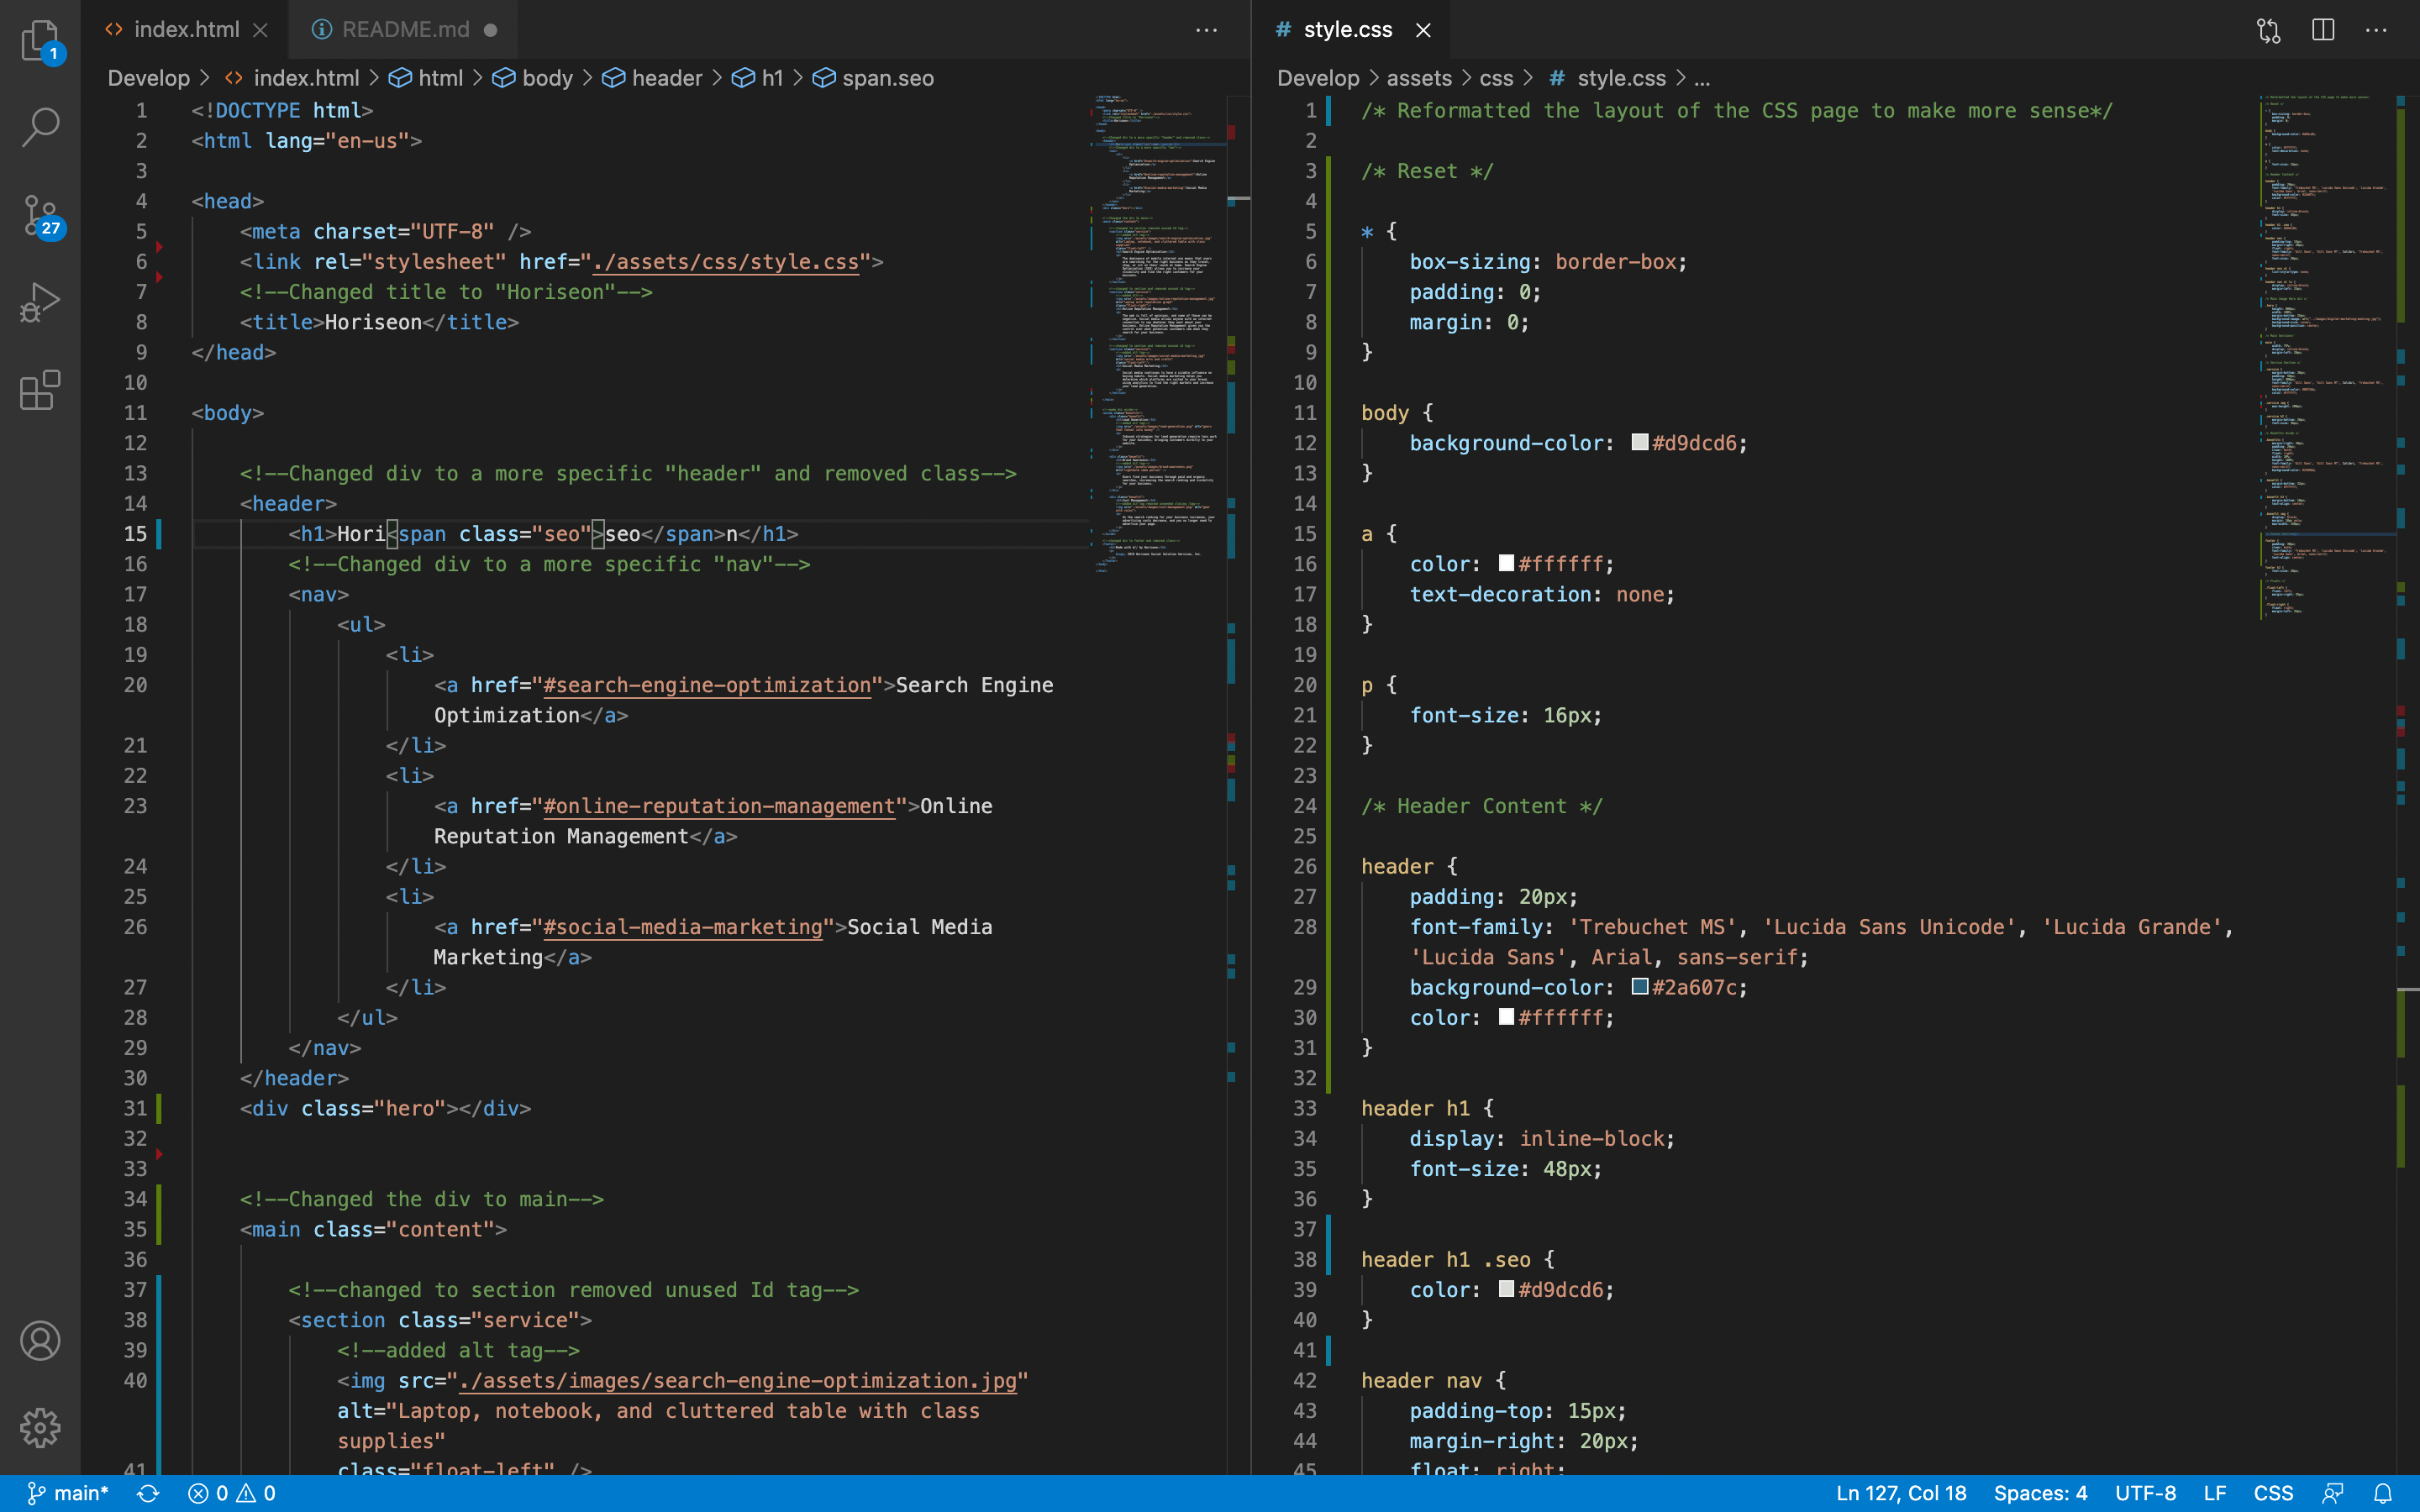 index.html
README.md
style.css
1
27
Develop > index.html > html > body > header > h1 > span.seo
1 <!DOCTYPE html>
2 <html lang="en-us">
3
4 <head>
5 <meta charset="UTF-8" />
6 <link rel="stylesheet" href="./assets/css/style.css">
7 <!--Changed title to "Horiseon"-->
8 <title>Horiseon</title>
9 </head>
10
11 <body>
12
13 <!--Changed div to a more specific "header" and removed class-->
14 <header>
15 <h1>Hori<span class="seo">seo</span>n</h1>
16 <!--Changed div to a more specific "nav"-->
17 <nav>
18 <ul>
19 <li>
20 <a href="#search-engine-optimization">Search Engine
Optimization</a>
21 </li>
22 <li>
23 <a href="#online-reputation-management">Online
Reputation Management</a>
24 </li>
25 <li>
26 <a href="#social-media-marketing">Social Media
Marketing</a>
27 </li>
28 </ul>
29 </nav>
30 </header>
31 <div class="hero"></div>
32
33
34 <!--Changed the div to main-->
35 <main class="content">
36
37 <!--changed to section removed unused Id tag-->
38 <section class="service">
39 <!--added alt tag-->
40 <img src="./assets/images/search-engine-optimization.jpg"
alt="Laptop, notebook, and cluttered table with class
supplies"
41 class="float-left" />
Develop > assets > css > # style.css > ...
1 /* Reformatted the layout of the CSS page to make more sense*/
2
3 /* Reset */
4
5 * {
6 box-sizing: border-box;
7 padding: 0;
8 margin: 0;
9 }
10
11 body {
12 background-color: #d9dcd6;
13 }
14
15 a {
16 color: #ffffff;
17 text-decoration: none;
18 }
19
20 p {
21 font-size: 16px;
22 }
23
24 /* Header Content */
25
26 header {
27 padding: 20px;
28 font-family: 'Trebuchet MS', 'Lucida Sans Unicode', 'Lucida Grande',
'Lucida Sans', Arial, sans-serif;
29 background-color: #2a607c;
30 color: #ffffff;
31 }
32
33 header h1 {
34 display: inline-block;
35 font-size: 48px;
36 }
37
38 header h1 .seo {
39 color: #d9dcd6;
40 }
41
42 header nav {
43 padding-top: 15px;
44 margin-right: 20px;
45 float: right;
main* 0 0
Ln 127, Col 18 Spaces: 4 UTF-8 LF CSS